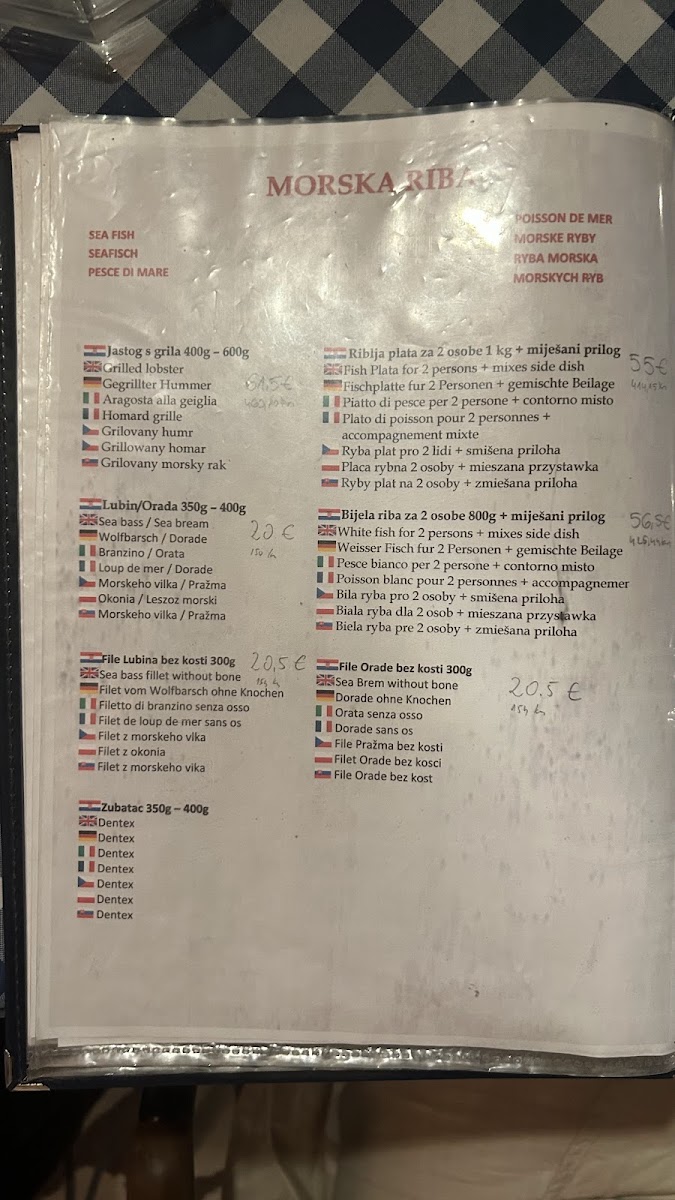 MORSKA RIBA
SEA FISH
SEAFISCH
PESCE DI MARE
POISSON DE MER
MORSKE RYBY
RYBA MORSKA
MORSKYCH RYB
Jastog s grila 400g – 600g
Grilled lobster
Gegrillter Hummer
Aragosta alla geiglia
Homard grille
Grilovany humr
Grillowany homar
Grilovany morsky rak
61,5€
Ribija plata za 2 osobe 1 kg + miješani prilog
Fish Plata for 2 persons + mixes side dish
Fischplatte fur 2 Personen + gemischte Beilage
Piatto di pesce per 2 persone + contorno misto
Plato di poisson pour 2 personnes +
accompagnement mixte
Ryba plat pro 2 lidi + smišena priloha
Placa rybna 2 osoby + mieszana przystawka
Ryby plat na 2 osoby + zmiešana priloha
55€
Lubin/Orada 350g – 400g
Sea bass / Sea bream
Wolfbarsch / Dorade
Branzino / Orata
Loup de mer / Dorade
Morskeho vilka / Pražma
Okonia / Leszoz morski
Morskeho vilka / Pražma
20 €
150 kn
Bijela riba za 2 osobe 800g + miješani prilog
White fish for 2 persons + mixes side dish
Weisser Fisch fur 2 Personen + gemischte Beilage
Pesce bianco per 2 persone + contorno misto
Poisson blanc pour 2 personnes + accompagnemer
Bila ryba pro 2 osoby + smišena priloha
Biala ryba dla 2 osob + mieszana przystawka
Biela ryba pre 2 osoby + zmiešana priloha
56,5€
File Lubina bez kosti 300g
Sea bass fillet without bone
Filet vom Wolfbarsch ohne Knochen
Filetto di branzino senza osso
Filet de loup de mer sans os
Filet z morskeho vika
Filet z okonia
Filet z morskeho vika
20,5 €
154 kn
File Orade bez kosti 300g
Sea Brem without bone
Dorade ohne Knochen
Orata senza osso
Dorade sans os
File Pražma bez kosti
Filet Orade bez kosci
File Orade bez kost
20,5 €
154 kn
Zubatac 350g – 400g
Dentex
Dentex
Dentex
Dentex
Dentex
Dentex
Dentex